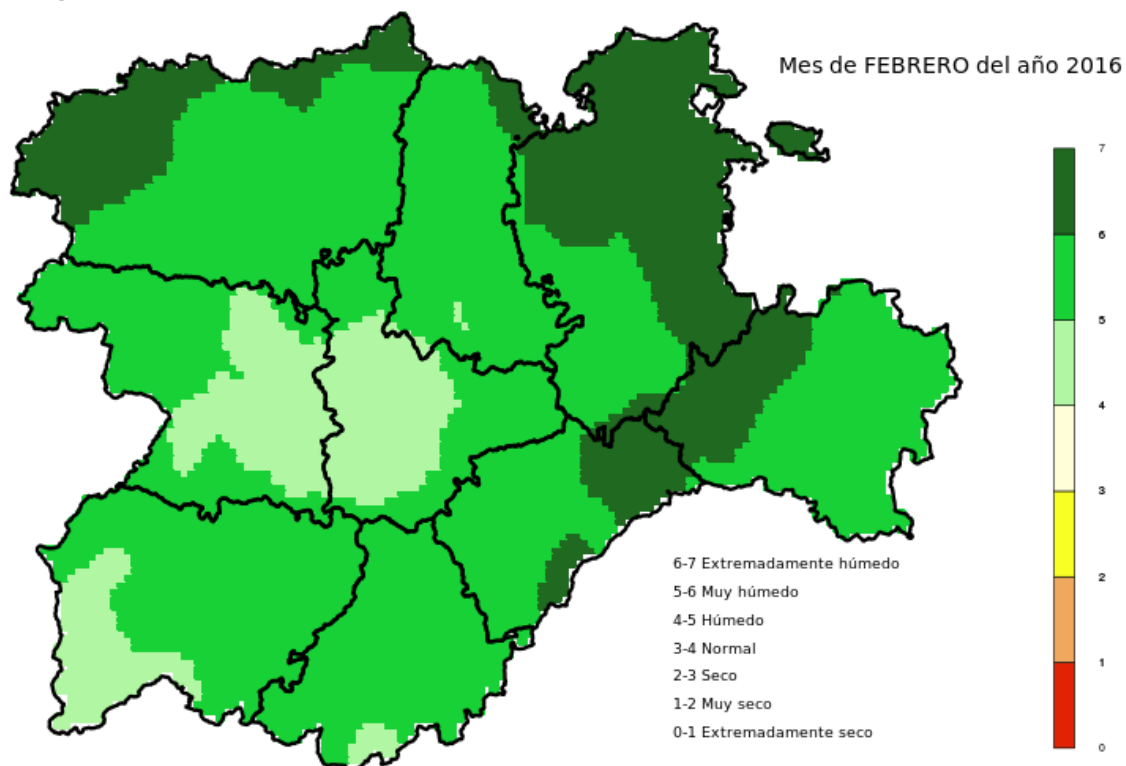 Mes de FEBRERO del año 2016
7
6
5
4
3
2
1
0
6-7 Extremadamente húmedo
5-6 Muy húmedo
4-5 Húmedo
3-4 Normal
2-3 Seco
1-2 Muy seco
0-1 Extremadamente seco